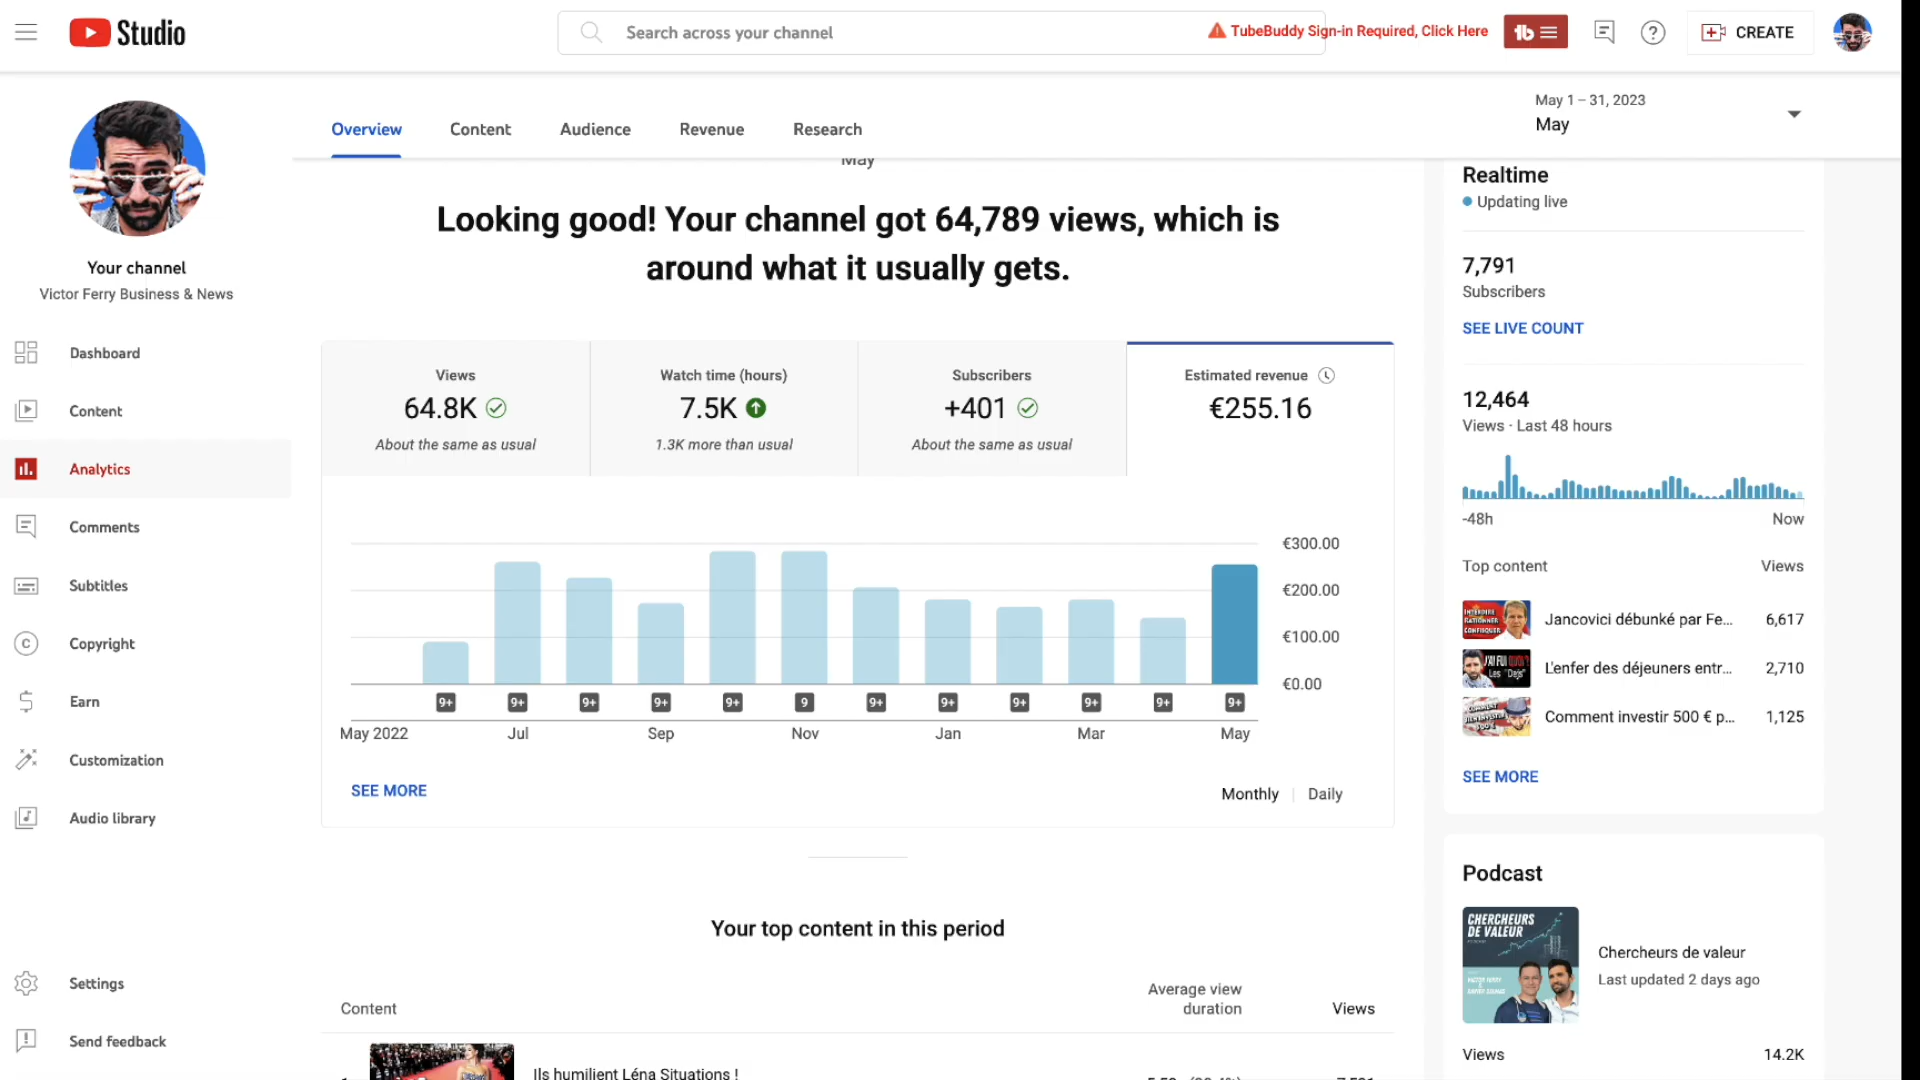 Studio
Search across your channel
TubeBuddy Sign-in Required, Click Here
CREATE
Overview
Content
Audience
Revenue
Research
May 1 – 31, 2023
May
Your channel
Victor Ferry Business & News
Dashboard
Content
Analytics
Comments
Subtitles
Copyright
Earn
Customization
Audio library
Settings
Send feedback
May
Looking good! Your channel got 64,789 views, which is
around what it usually gets.
Views
64.8K
About the same as usual
Watch time (hours)
7.5K
1.3K more than usual
Subscribers
+401
About the same as usual
Estimated revenue
€255.16
€300.00
€200.00
€100.00
€0.00
9+ 9+ 9+ 9+ 9+ 9 9+ 9+ 9+ 9+ 9+ 9+
May 2022 Jul Sep Nov Jan Mar May
SEE MORE
Monthly
Daily
Your top content in this period
Content
Average view
duration
Views
Ils humilient Léna Situations !
Realtime
Updating live
7,791
Subscribers
SEE LIVE COUNT
12,464
Views · Last 48 hours
-48h
Now
Top content
Views
Jancovici débunké par Fe...
6,617
L'enfer des déjeuners entr...
2,710
Comment investir 500 € p...
1,125
SEE MORE
Podcast
CHERCHEURS
DE VALEUR
Chercheurs de valeur
Last updated 2 days ago
Views
14.2K